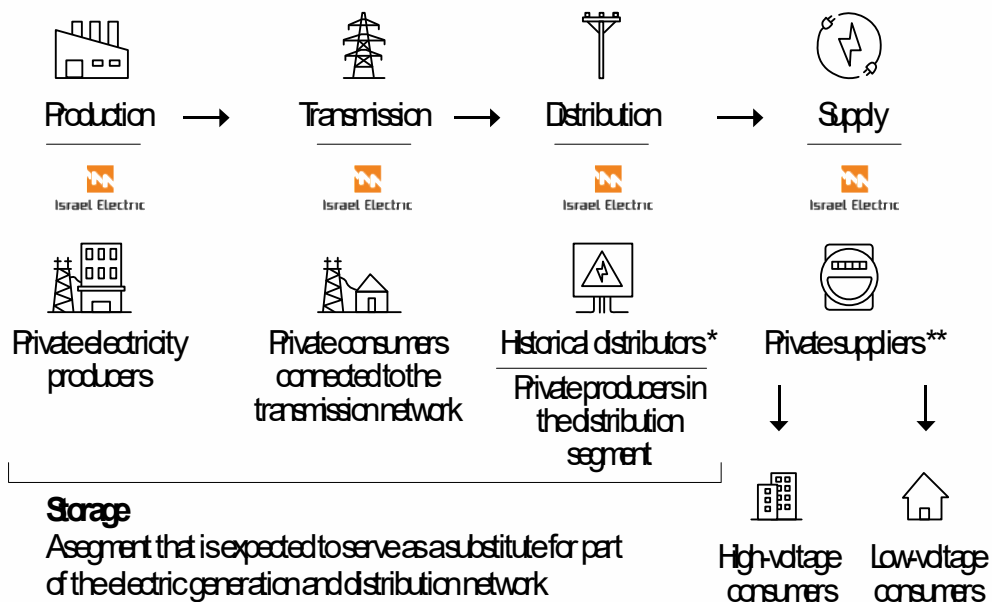 Production
Transmission
Distribution
Supply
Israel Electric
Israel Electric
Israel Electric
Israel Electric
Private electricity
producers
Private consumers
connected to the
transmission network
Historical distributors*
Private producers in
the distribution
segment
Private suppliers**
Storage
A segment that is expected to serve as a substitute for part
of the electric generation and distribution network
High-voltage
consumers
Low-voltage
consumers